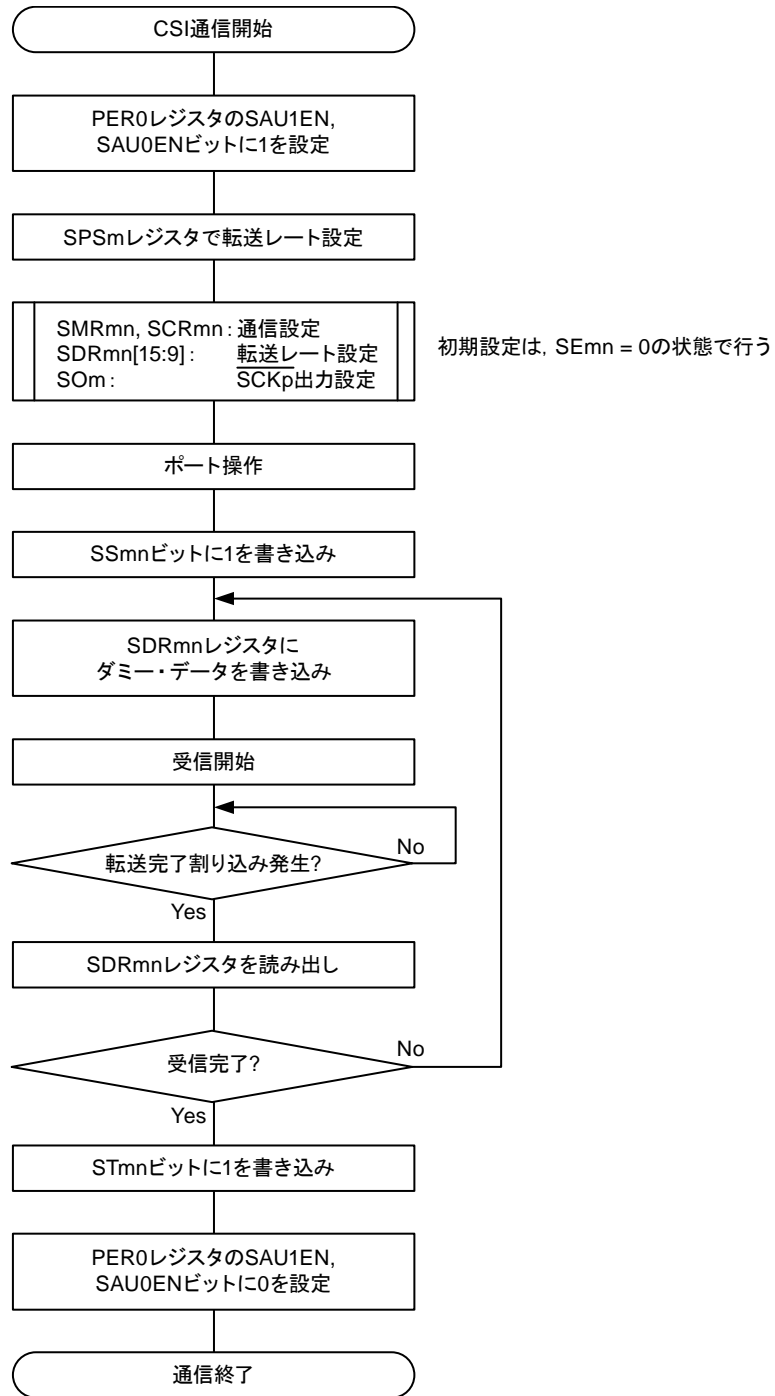 CSI通信開始
PER0レジスタのSAU1EN,
SAU0ENビットに1を設定
SPSmレジスタで転送レート設定
SMRmn, SCRmn : 通信設定
SDRmn[15:9] : 転送レート設定
SOm : SCKp出力設定
初期設定は, SEmn = 0の状態で行う
ポート操作
SSmnビットに1を書き込み
SDRmnレジスタに
ダミー・データを書き込み
受信開始
転送完了割り込み発生?
No
Yes
SDRmnレジスタを読み出し
受信完了?
No
Yes
STmnビットに1を書き込み
PER0レジスタのSAU1EN,
SAU0ENビットに0を設定
通信終了